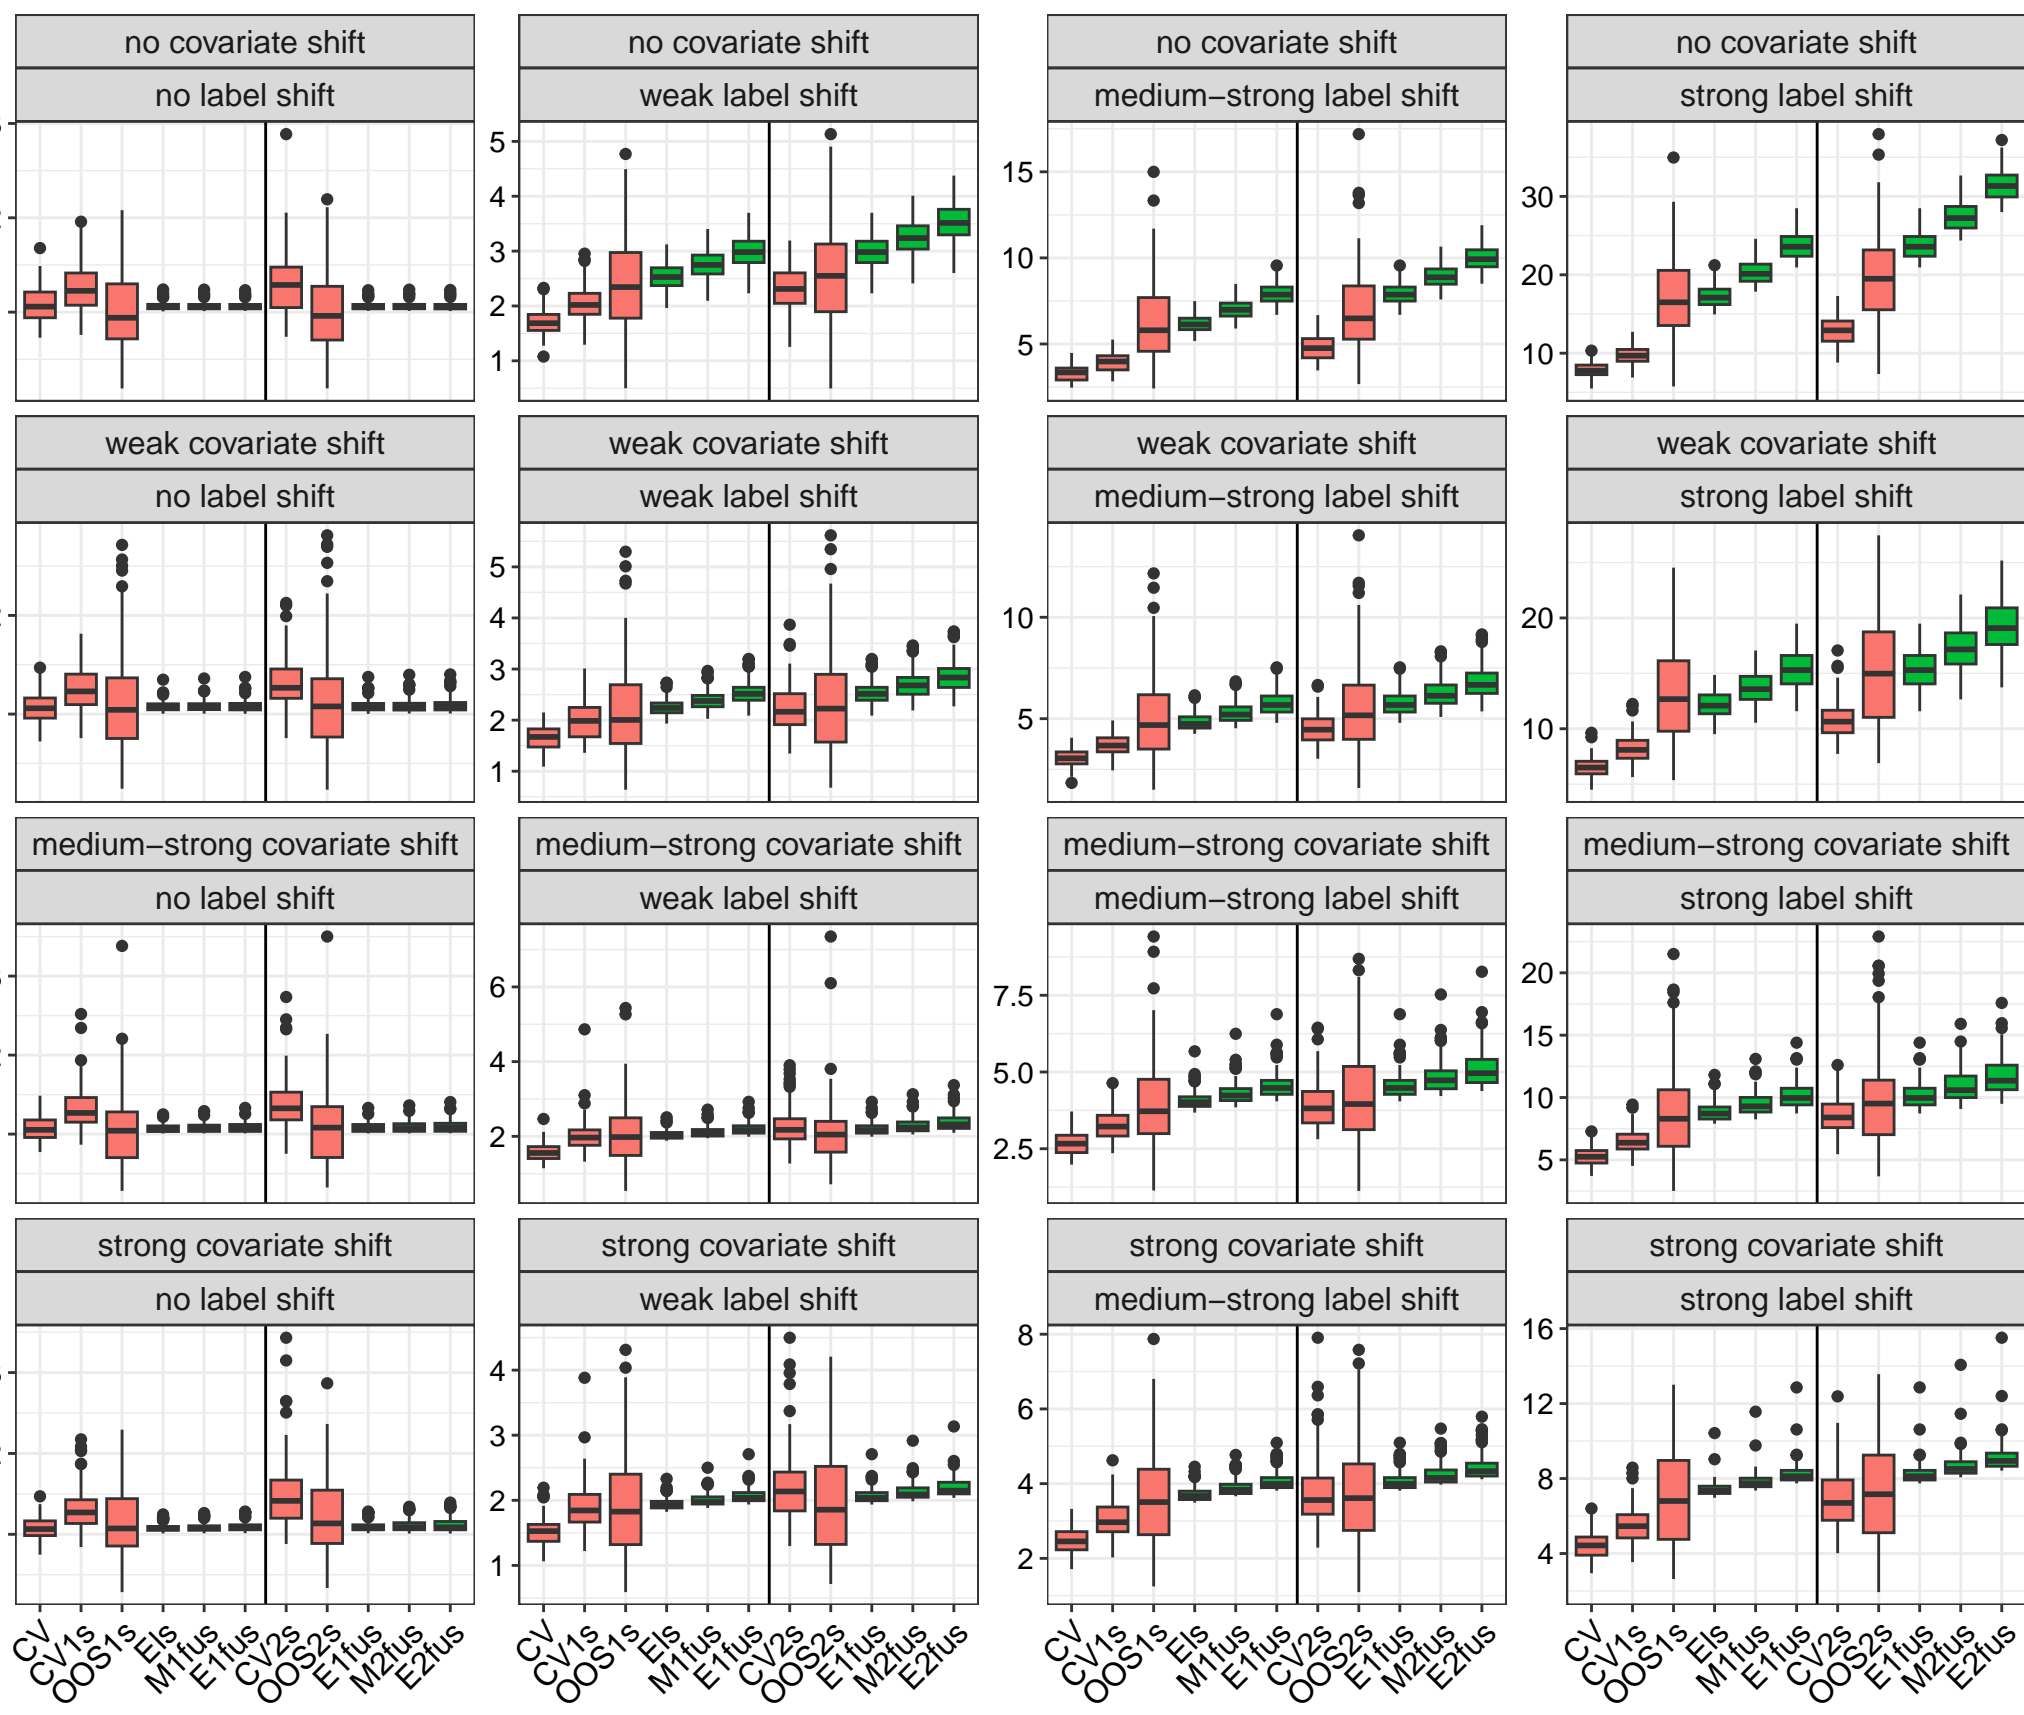 no covariate shift
no covariate shift
no covariate shift
no covariate shift
no label shift
weak label shift
medium−strong label shift
strong label shift
5
4
3
2
1
15
10
5
30
20
10
weak covariate shift
weak covariate shift
weak covariate shift
weak covariate shift
no label shift
weak label shift
medium−strong label shift
strong label shift
5
4
3
2
1
10
5
20
10
medium−strong covariate shift
medium−strong covariate shift
medium−strong covariate shift
medium−strong covariate shift
no label shift
weak label shift
medium−strong label shift
strong label shift
6
4
2
7.5
5.0
2.5
20
15
10
5
strong covariate shift
strong covariate shift
strong covariate shift
strong covariate shift
no label shift
weak label shift
medium−strong label shift
strong label shift
4
3
2
1
8
6
4
2
16
12
8
4
CV CV1s OOS1s Els M1fus E1fus CV2s OOS2s E1fus M2fus E2fus
CV CV1s OOS1s Els M1fus E1fus CV2s OOS2s E1fus M2fus E2fus
CV CV1s OOS1s Els M1fus E1fus CV2s OOS2s E1fus M2fus E2fus
CV CV1s OOS1s Els M1fus E1fus CV2s OOS2s E1fus M2fus E2fus